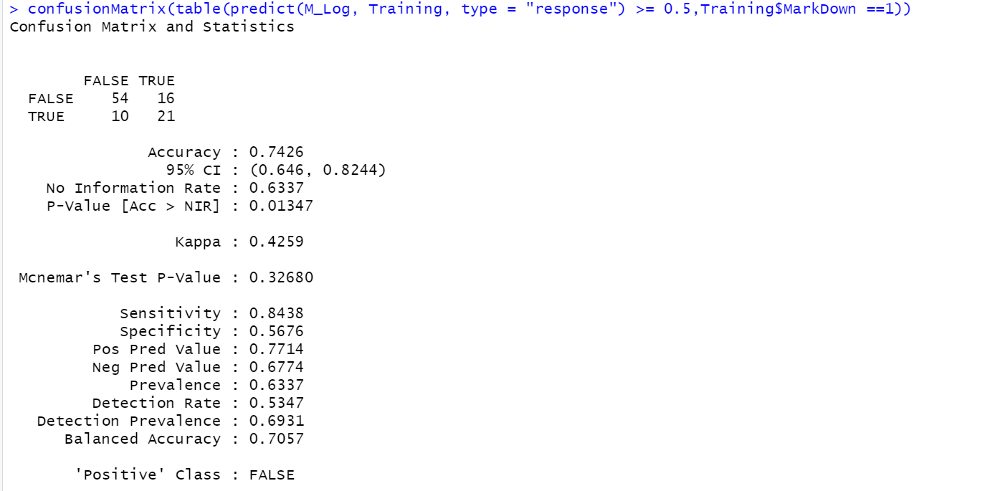 > confusionMatrix(table(predict(M_Log, Training, type = "response") >= 0.5,Training$MarkDown ==1))
Confusion Matrix and Statistics
FALSE TRUE
FALSE 54 16
TRUE 10 21
Accuracy : 0.7426
95% CI : (0.646, 0.8244)
No Information Rate : 0.6337
P-Value [Acc > NIR] : 0.01347
Kappa : 0.4259
Mcnemar's Test P-Value : 0.32680
Sensitivity : 0.8438
Specificity : 0.5676
Pos Pred Value : 0.7714
Neg Pred Value : 0.6774
Prevalence : 0.6337
Detection Rate : 0.5347
Detection Prevalence : 0.6931
Balanced Accuracy : 0.7057
'Positive' Class : FALSE